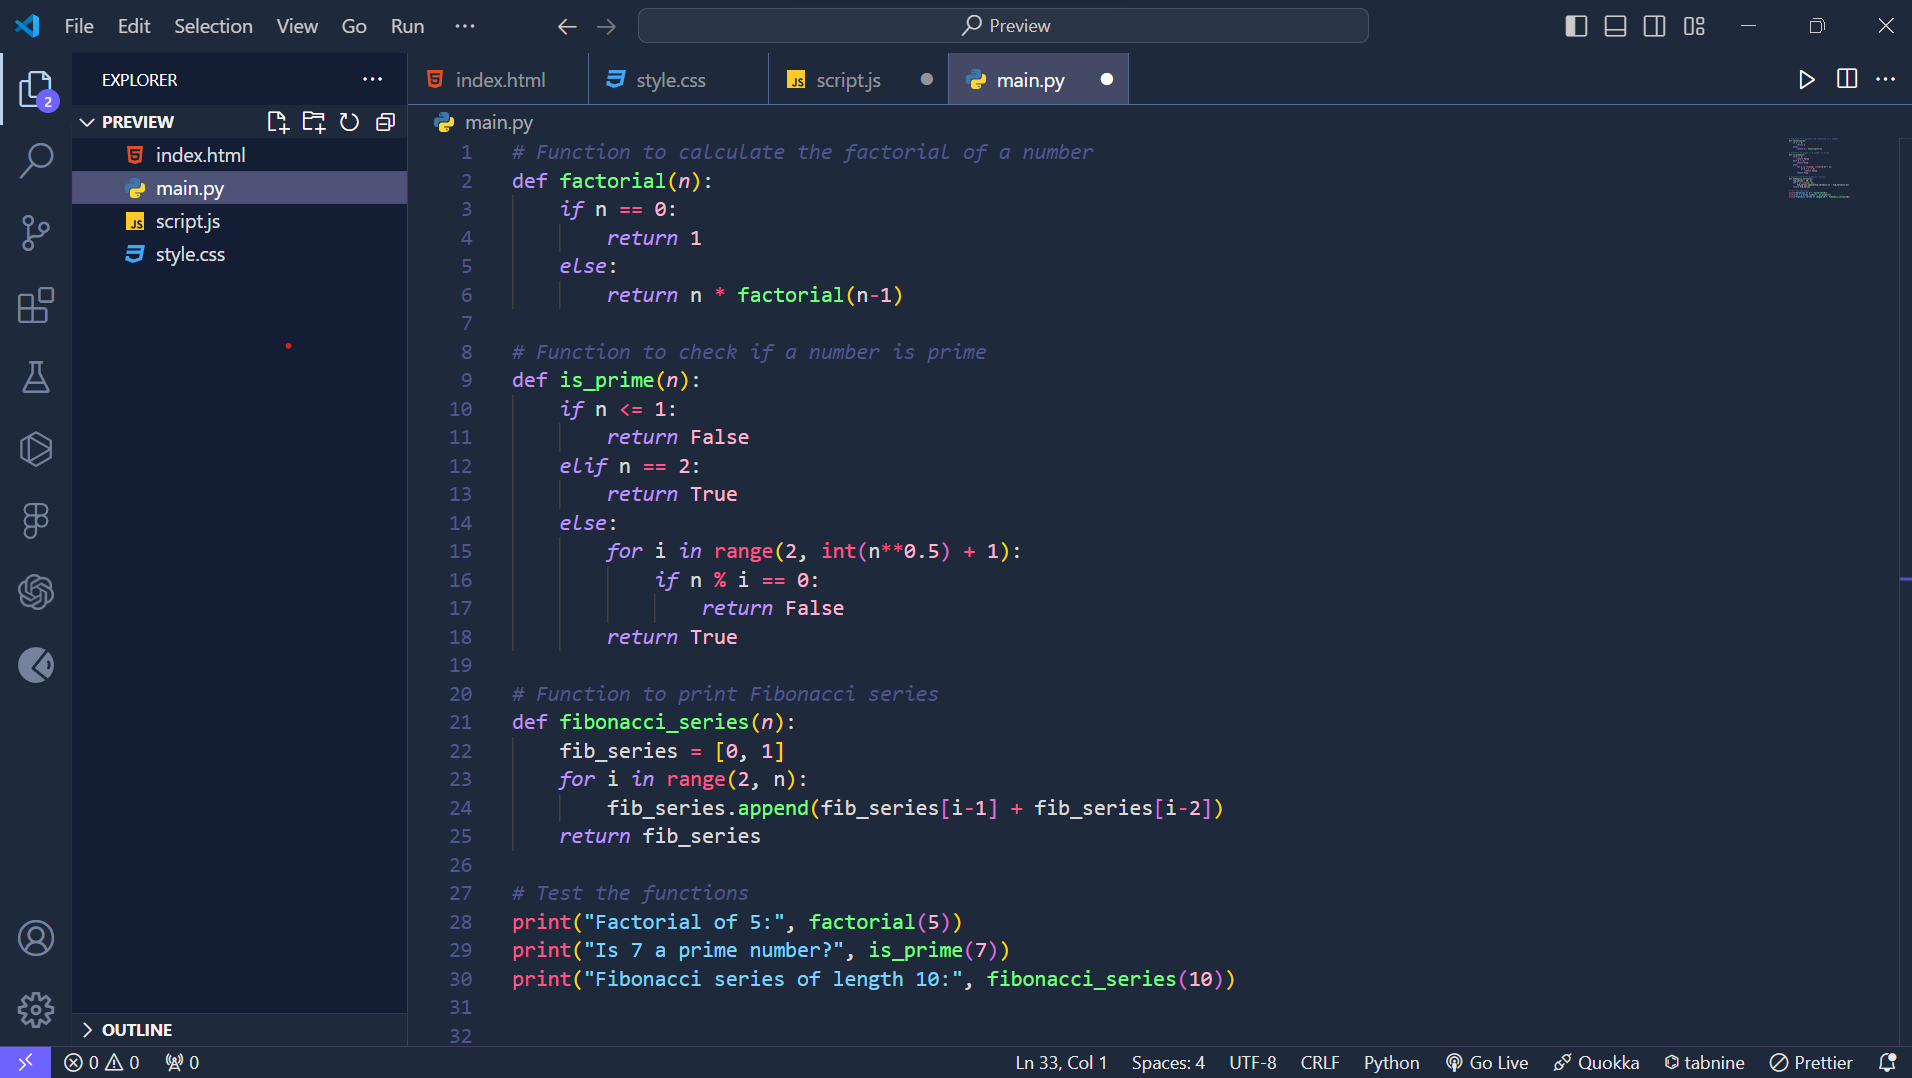 File Edit Selection View Go Run ···
Preview
EXPLORER
2
PREVIEW
index.html
main.py
script.js
style.css
OUTLINE
index.html style.css script.js main.py
main.py
1 # Function to calculate the factorial of a number
2 def factorial(n):
3     if n == 0:
4         return 1
5     else:
6         return n * factorial(n-1)
7
8 # Function to check if a number is prime
9 def is_prime(n):
10     if n <= 1:
11         return False
12     elif n == 2:
13         return True
14     else:
15         for i in range(2, int(n**0.5) + 1):
16             if n % i == 0:
17                 return False
18         return True
19
20 # Function to print Fibonacci series
21 def fibonacci_series(n):
22     fib_series = [0, 1]
23     for i in range(2, n):
24         fib_series.append(fib_series[i-1] + fib_series[i-2])
25     return fib_series
26
27 # Test the functions
28 print("Factorial of 5:", factorial(5))
29 print("Is 7 a prime number?", is_prime(7))
30 print("Fibonacci series of length 10:", fibonacci_series(10))
31
32
0 0 0 Ln 33, Col 1 Spaces: 4 UTF-8 CRLF Python Go Live Quokka tabnine Prettier